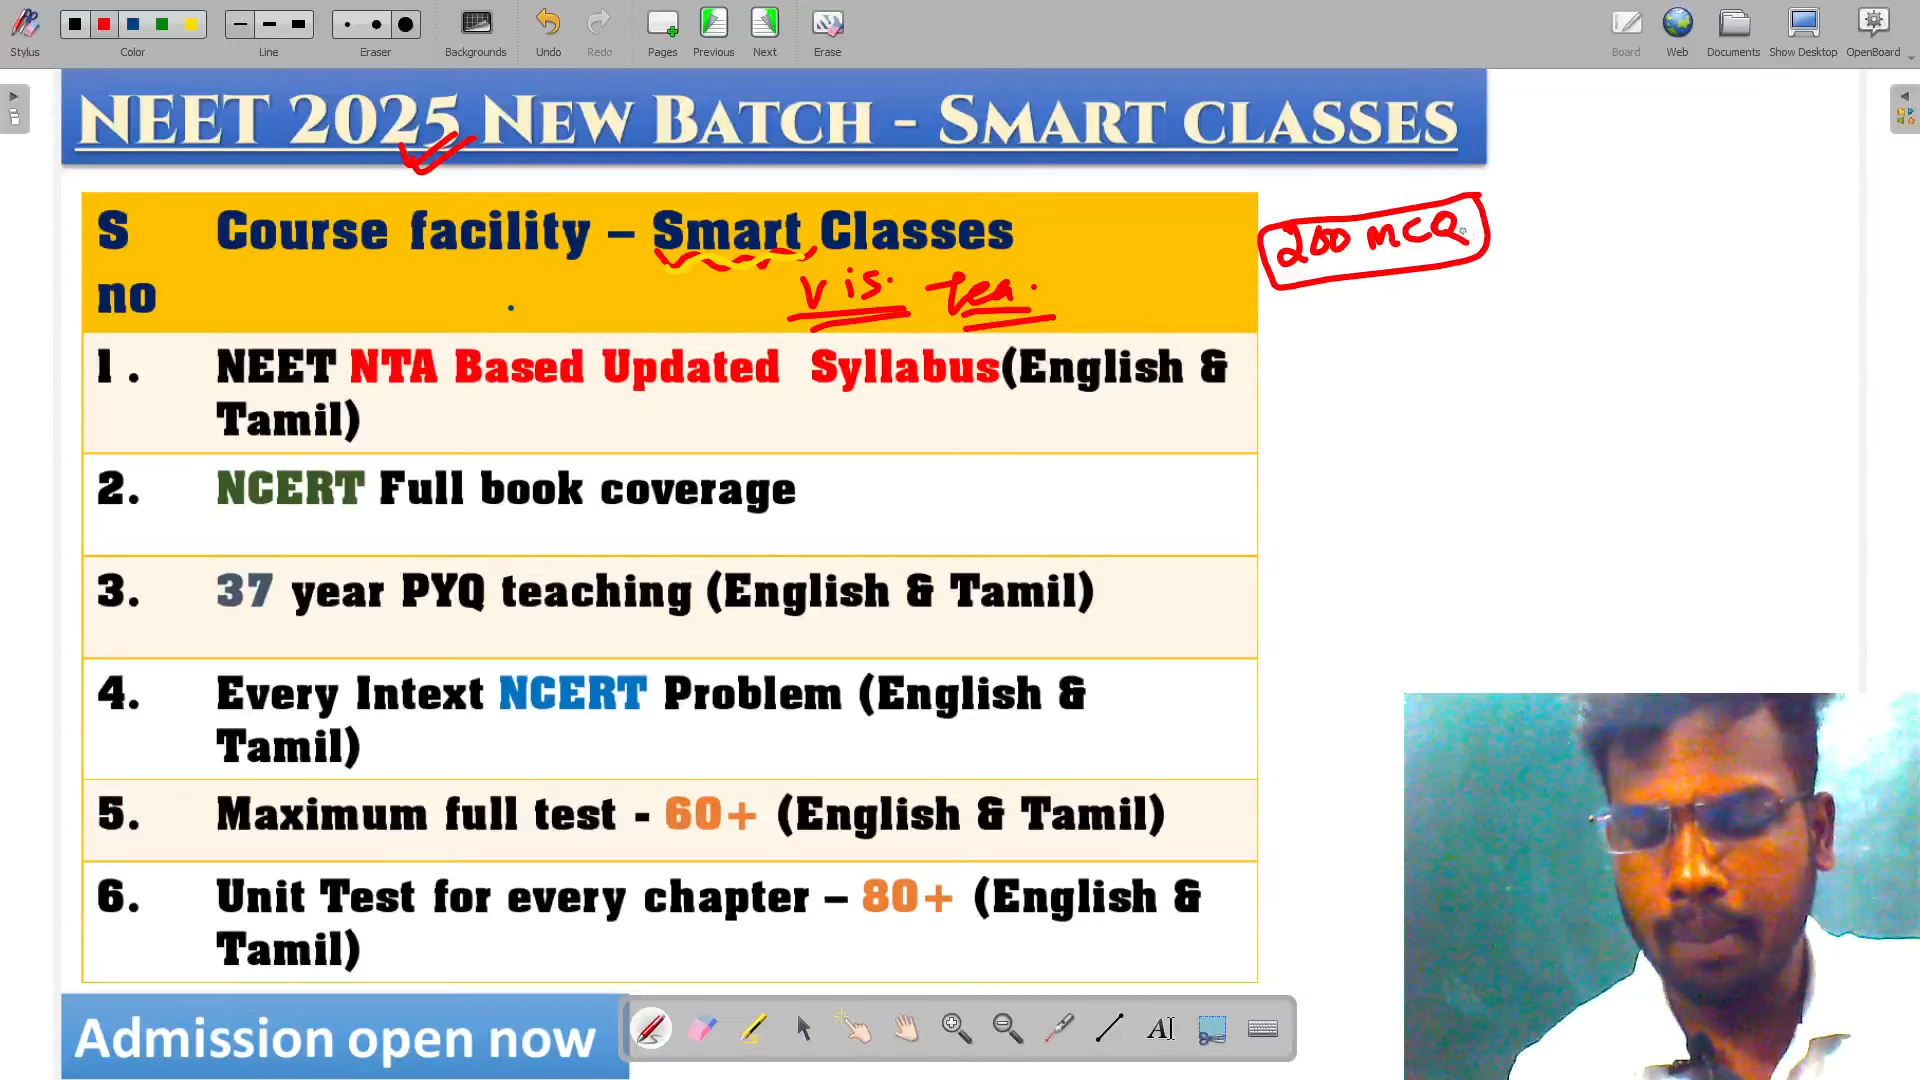 Stylus
Color
Line
Eraser
Backgrounds
Undo
Redo
Pages
Previous
Next
Erase
Board
Web
Documents
Show Desktop
OpenBoard
NEET 2025 NEW BATCH - SMART CLASSES
S no
Course facility – Smart Classes
200 MCQ
vis. tea.
1. NEET NTA Based Updated Syllabus(English &
Tamil)
2. NCERT Full book coverage
3. 37 year PYQ teaching (English & Tamil)
4. Every Intext NCERT Problem (English &
Tamil)
5. Maximum full test - 60+ (English & Tamil)
6. Unit Test for every chapter – 80+ (English &
Tamil)
Admission open now
AI